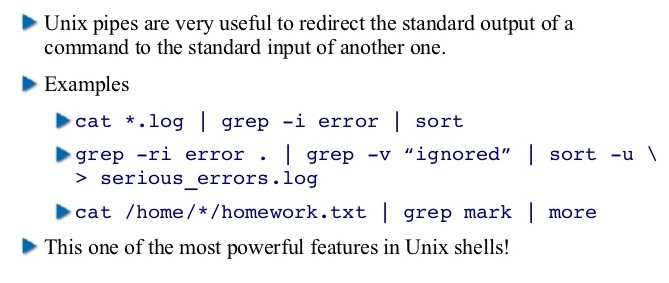 Unix pipes are very useful to redirect the standard output of a
command to the standard input of another one.
Examples
cat *.log | grep -i error | sort
grep -ri error . | grep -v “ignored” | sort -u \
> serious_errors.log
cat /home/*/homework.txt | grep mark | more
This one of the most powerful features in Unix shells!